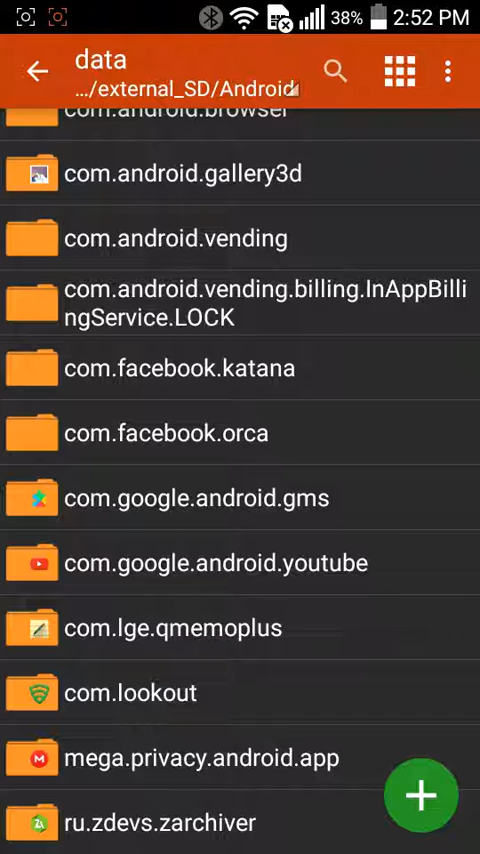 38% 2:52 PM
data
.../external_SD/Android
com.android.browser
com.android.gallery3d
com.android.vending
com.android.vending.billing.InAppBilli
ngService.LOCK
com.facebook.katana
com.facebook.orca
com.google.android.gms
com.google.android.youtube
com.lge.qmemoplus
com.lookout
mega.privacy.android.app
ru.zdevs.zarchiver